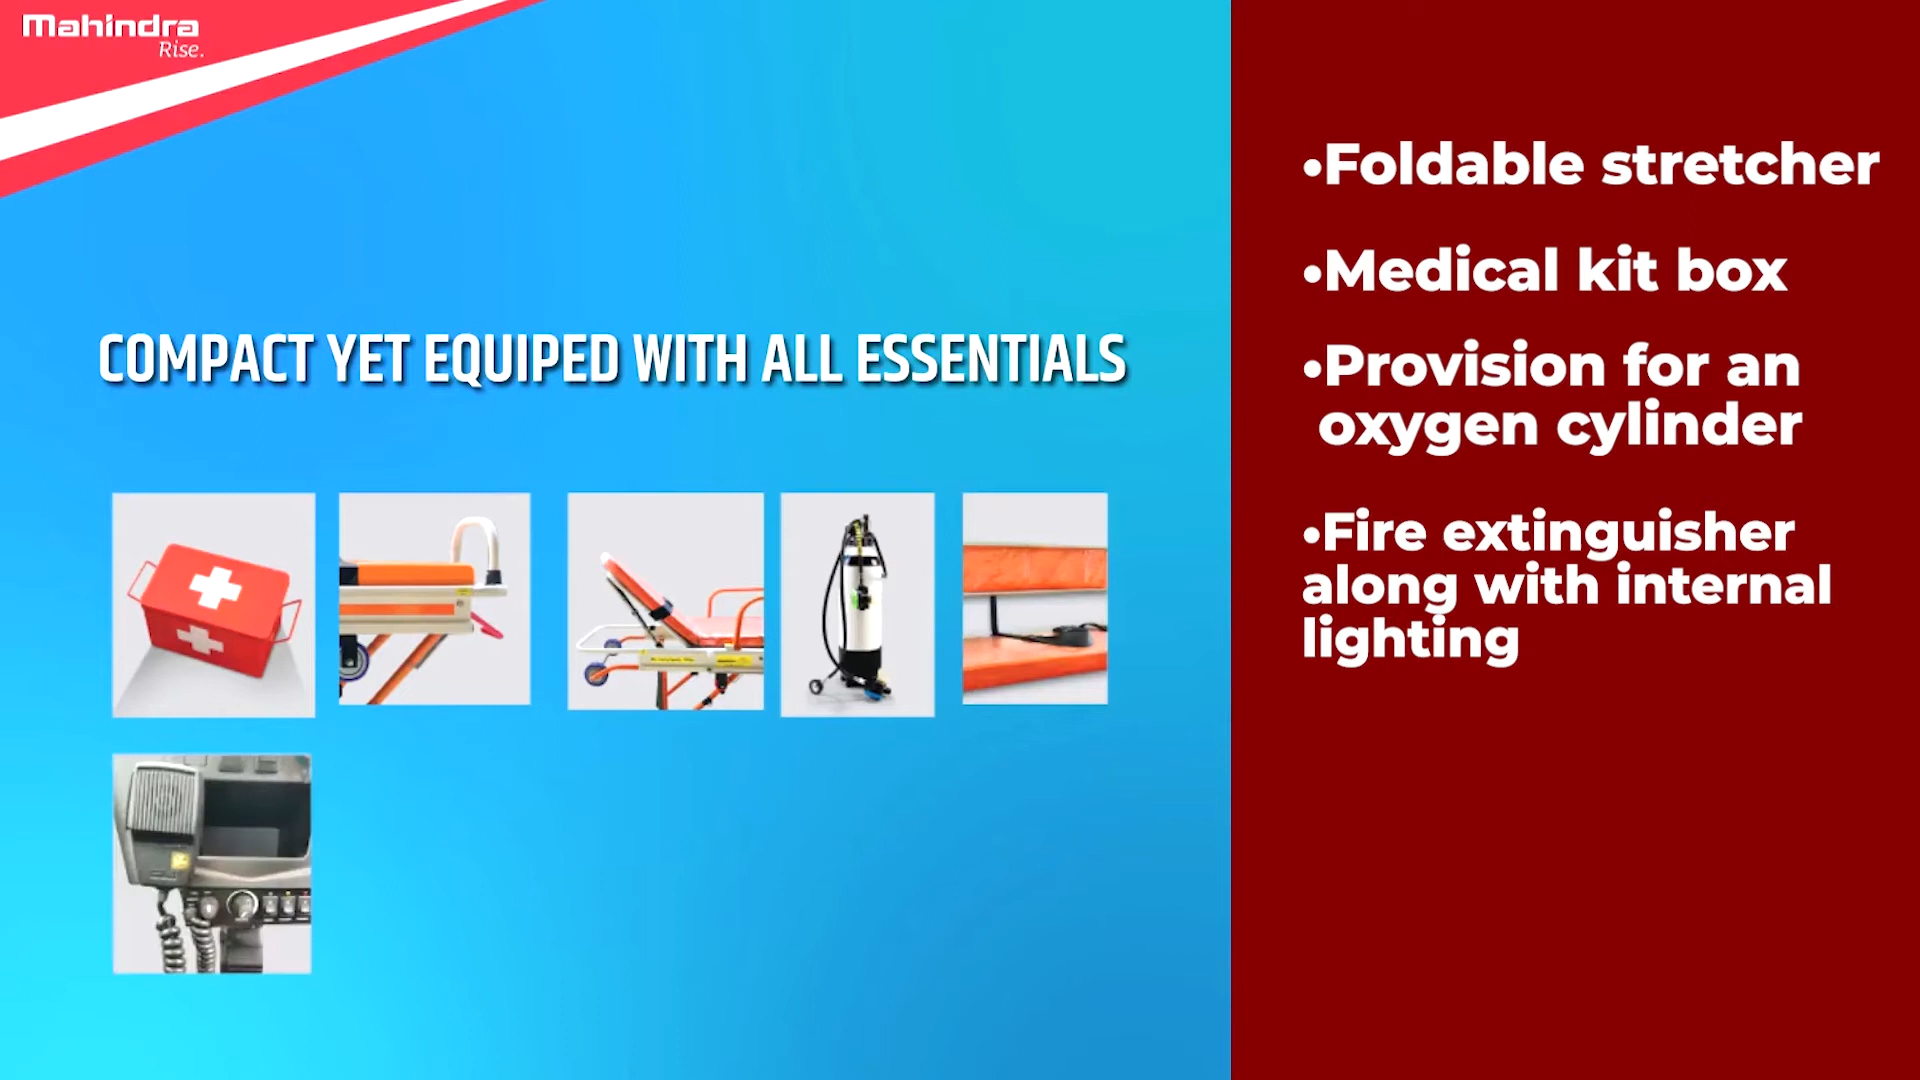 Mahindra
Rise.
COMPACT YET EQUIPED WITH ALL ESSENTIALS
•Foldable stretcher
•Medical kit box
•Provision for an
oxygen cylinder
•Fire extinguisher
along with internal
lighting